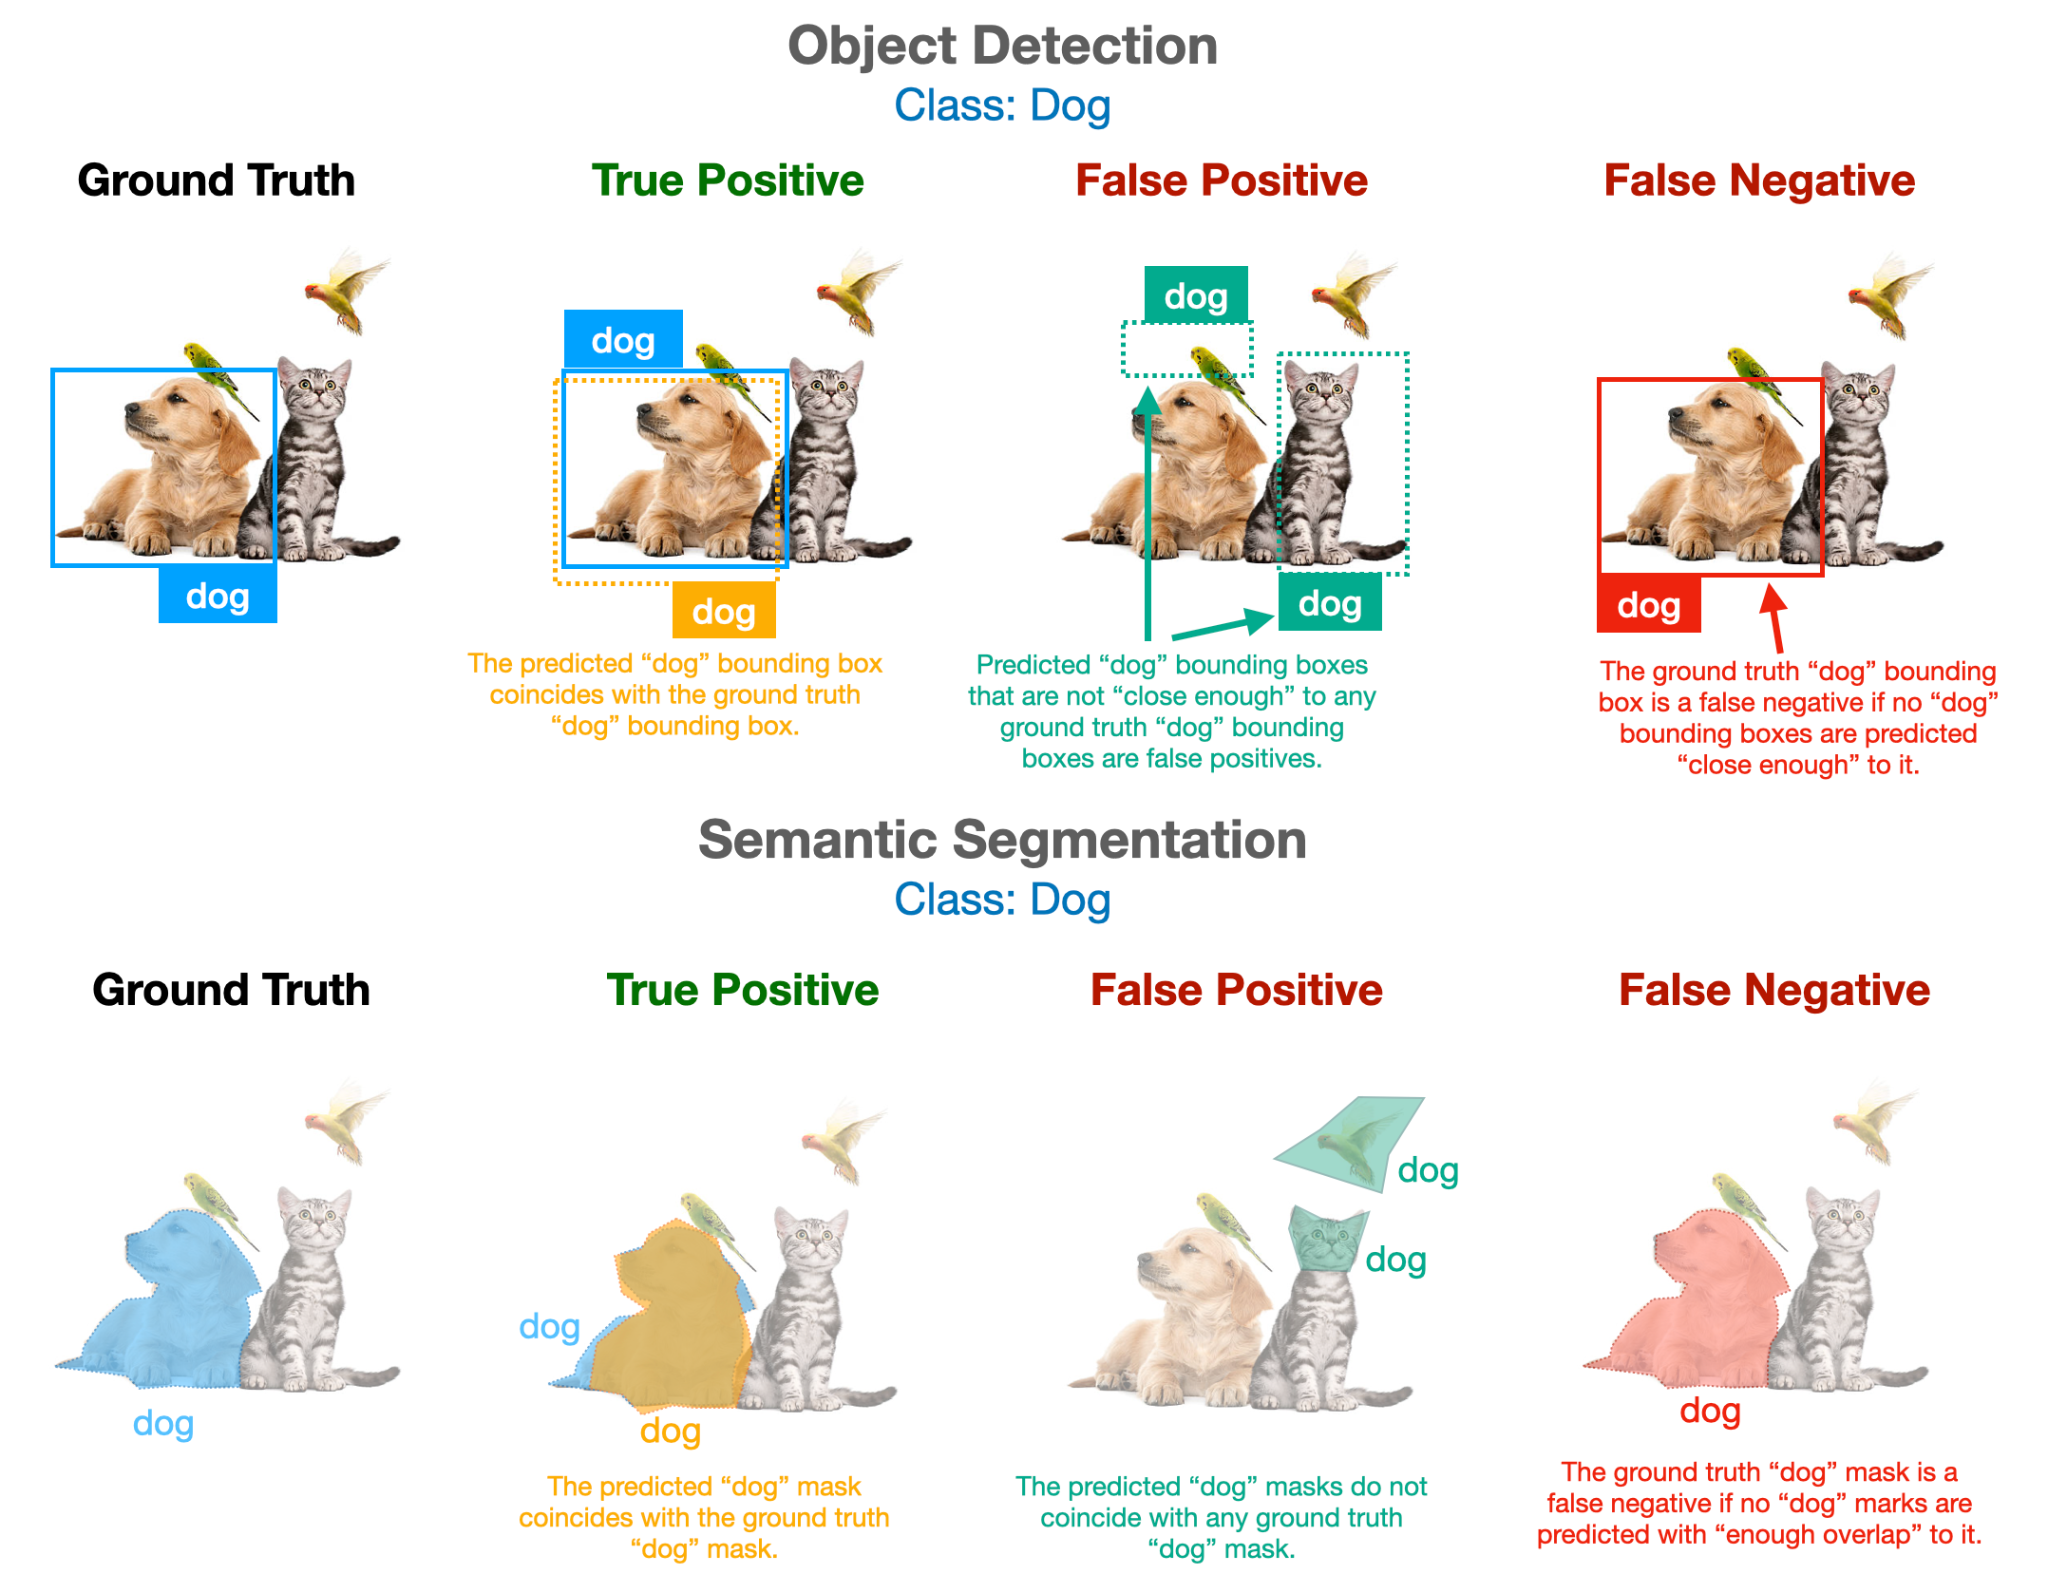 Object Detection
Class: Dog
Ground Truth
True Positive
False Positive
False Negative
dog
dog
dog
dog
dog
dog
The predicted “dog” bounding box
coincides with the ground truth
“dog” bounding box.
Predicted “dog” bounding boxes
that are not “close enough” to any
ground truth “dog” bounding
boxes are false positives.
The ground truth “dog” bounding
box is a false negative if no “dog”
bounding boxes are predicted
“close enough” to it.
Semantic Segmentation
Class: Dog
Ground Truth
True Positive
False Positive
False Negative
dog
dog
dog
dog
dog
dog
The predicted “dog” mask
coincides with the ground truth
“dog” mask.
The predicted “dog” masks do not
coincide with any ground truth
“dog” mask.
The ground truth “dog” mask is a
false negative if no “dog” marks are
predicted with “enough overlap” to it.